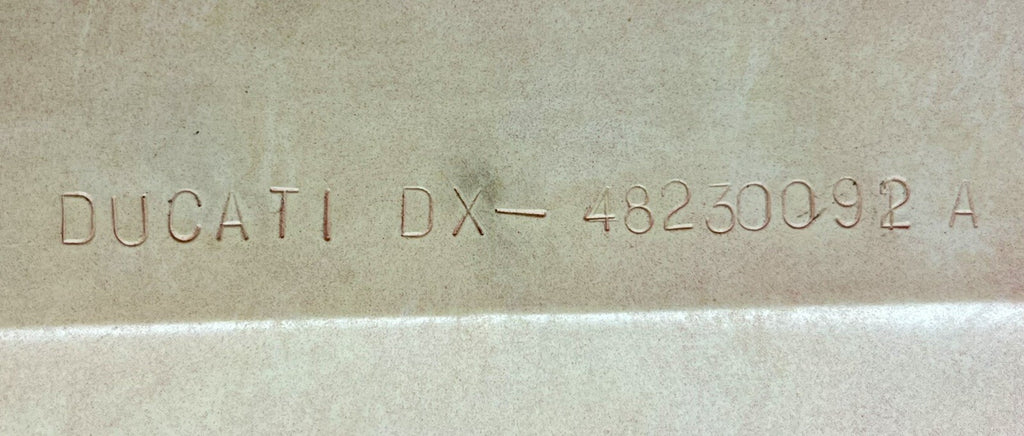 DUCATI DX- 48230092 A